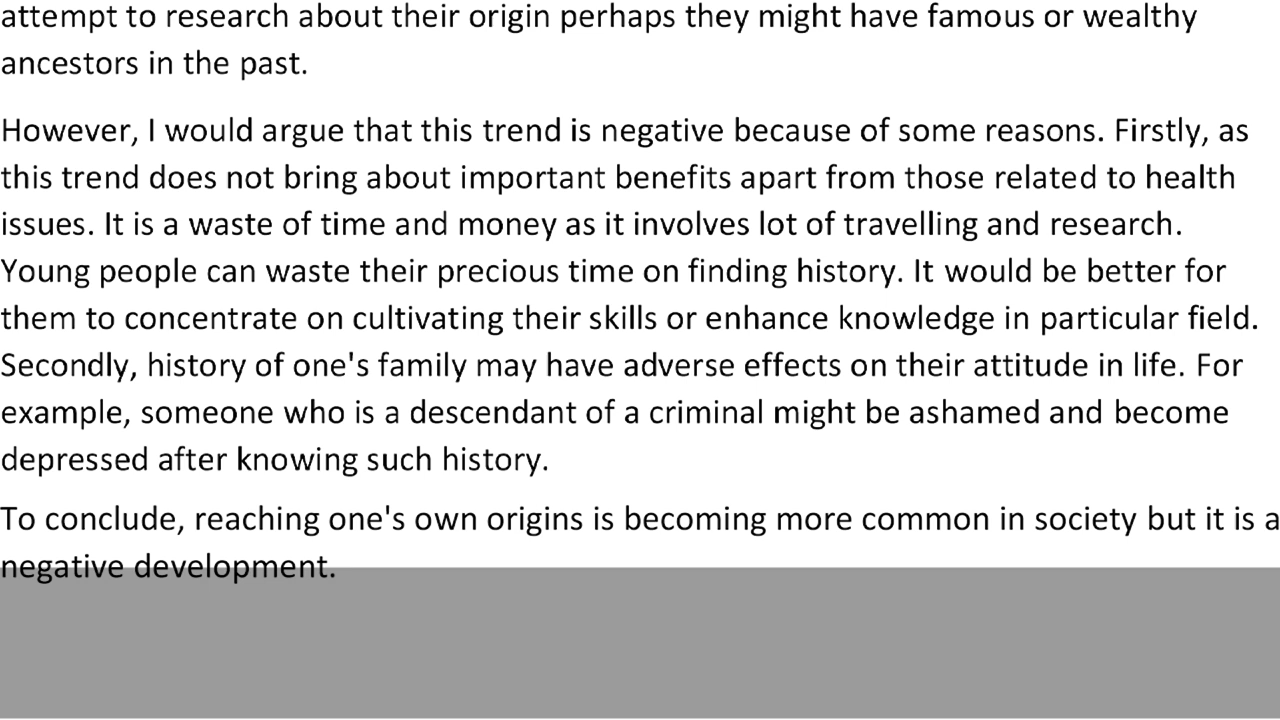 attempt to research about their origin perhaps they might have famous or wealthy
ancestors in the past.
However, I would argue that this trend is negative because of some reasons. Firstly, as
this trend does not bring about important benefits apart from those related to health
issues. It is a waste of time and money as it involves lot of travelling and research.
Young people can waste their precious time on finding history. It would be better for
them to concentrate on cultivating their skills or enhance knowledge in particular field.
Secondly, history of one's family may have adverse effects on their attitude in life. For
example, someone who is a descendant of a criminal might be ashamed and become
depressed after knowing such history.
To conclude, reaching one's own origins is becoming more common in society but it is a
negative development.